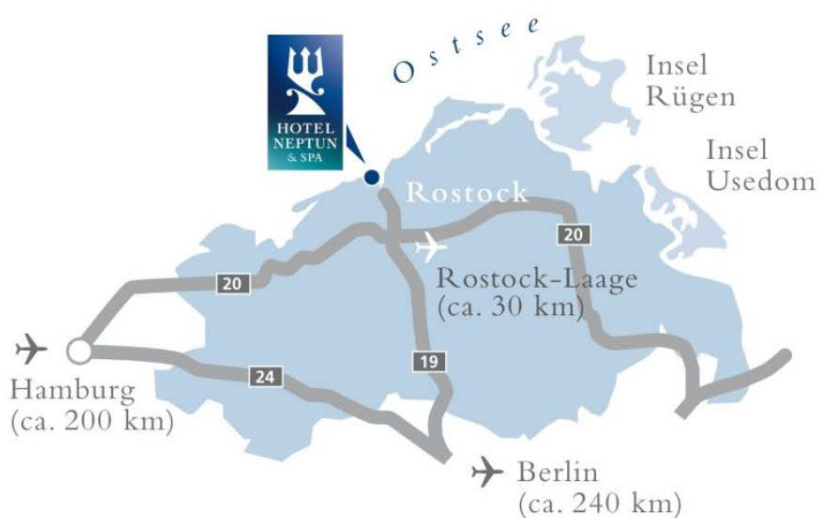 Ostsee
HOTEL
NEPTUN
& SPA
Insel
Rügen
Insel
Usedom
Rostock
20
20
Rostock-Laage
(ca. 30 km)
19
24
Hamburg
(ca. 200 km)
Berlin
(ca. 240 km)